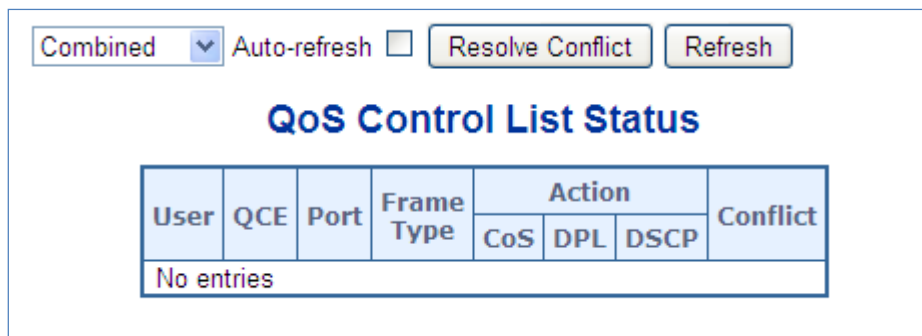 Combined Auto-refresh Resolve Conflict Refresh
QoS Control List Status
User QCE Port Frame Type Action Conflict
CoS DPL DSCP
No entries